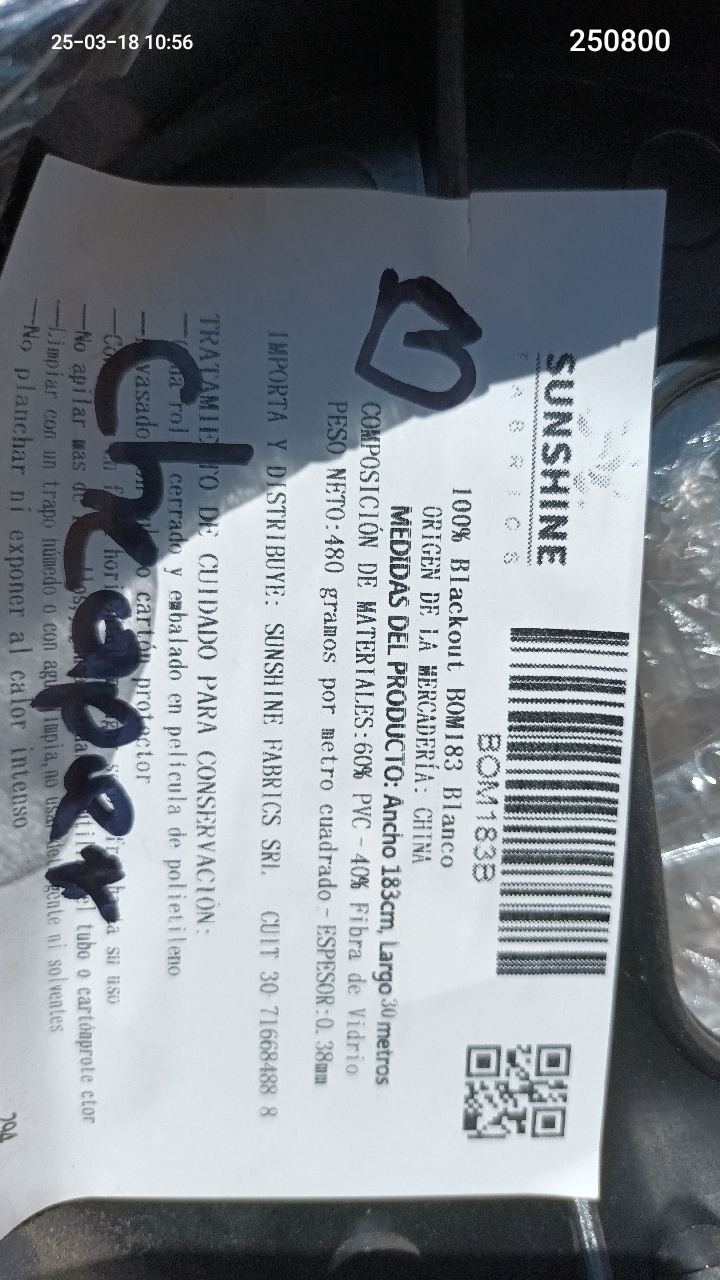 25-03-18 10:56
250800
SUNSHINE
FABRICS
BOM183B
100% Blackout BOM183 Blanco
ORIGEN DE LA MERCADERÍA: CHINA
MEDIDAS DEL PRODUCTO: Ancho 183cm, Largo 30 metros
COMPOSICIÓN DE MATERIALES:60% PVC-40% Fibra de Vidrio
PESO NETO:480 gramos por metro cuadrado-ESPESOR:0.38mm
IMPORTA Y DISTRIBUYE: SUNSHINE FABRICS SRL CUIT 30-71668488 8
TRATAMIENTO DE CUIDADO PARA CONSERVACIÓN:
rol cerrado y embalado en película de polietileno
cartón protector
su uso
—No apilar mas de tubo o cartónprote ctor
—Limpiar con un trapo húmedo o con agua limpia, no usar detergente ni solventes
—No planchar ni exponer al calor intenso